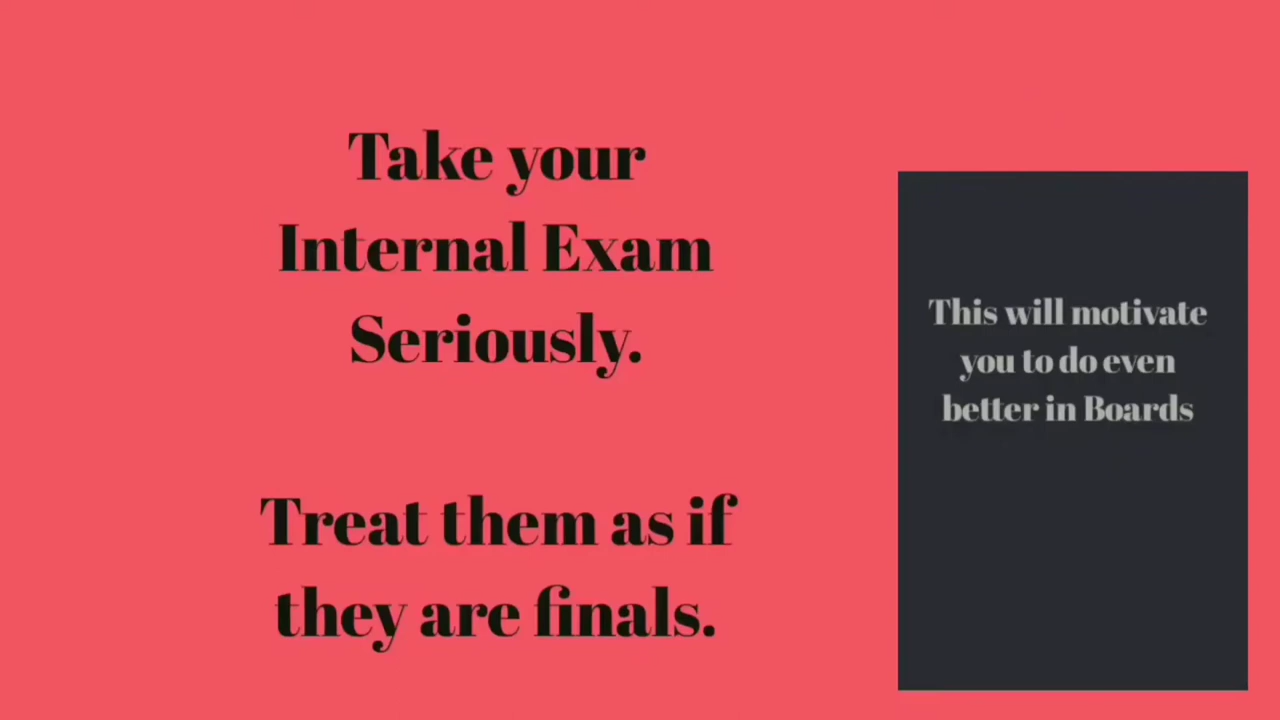 Take your
Internal Exam
Seriously.
Treat them as if
they are finals.
This will motivate
you to do even
better in Boards